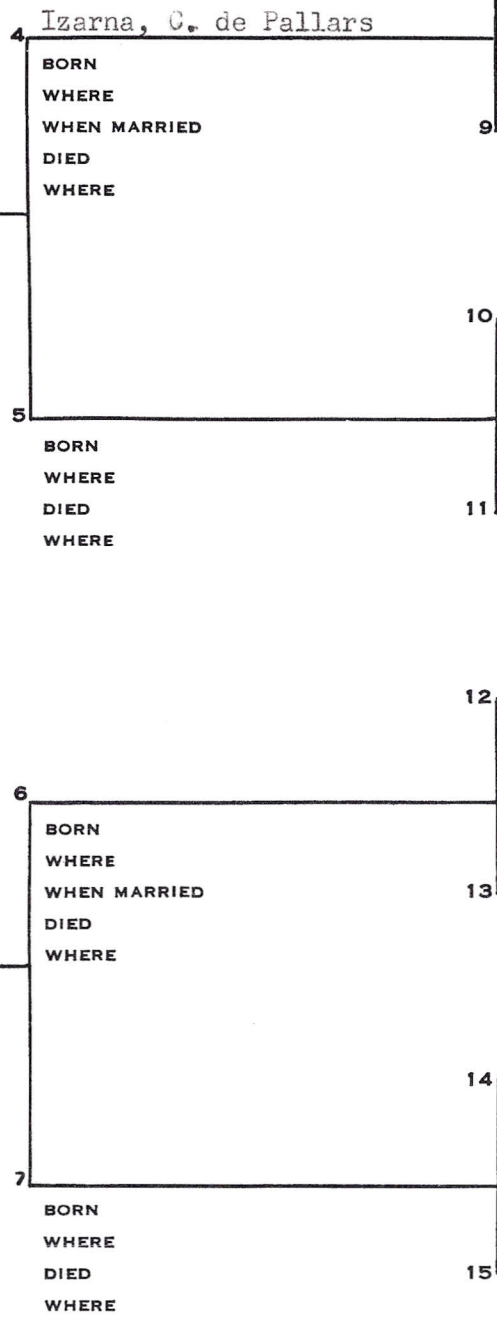 Izarna, C. de Pallars
4
BORN
WHERE
WHEN MARRIED
9
DIED
WHERE
10
5
BORN
WHERE
DIED
11
WHERE
12
6
BORN
WHERE
WHEN MARRIED
13
DIED
WHERE
14
7
BORN
WHERE
DIED
15
WHERE